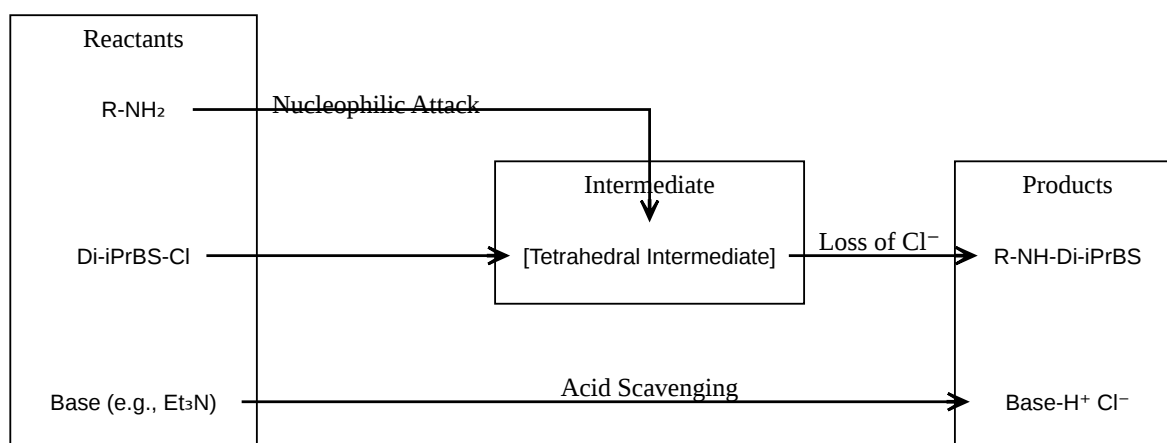 Reactants
R-NH₂
Nucleophilic Attack
Intermediate
Products
Di-iPrBS-Cl
[Tetrahedral Intermediate]
Loss of Cl⁻
R-NH-Di-iPrBS
Base (e.g., Et₃N)
Acid Scavenging
Base-H⁺ Cl⁻